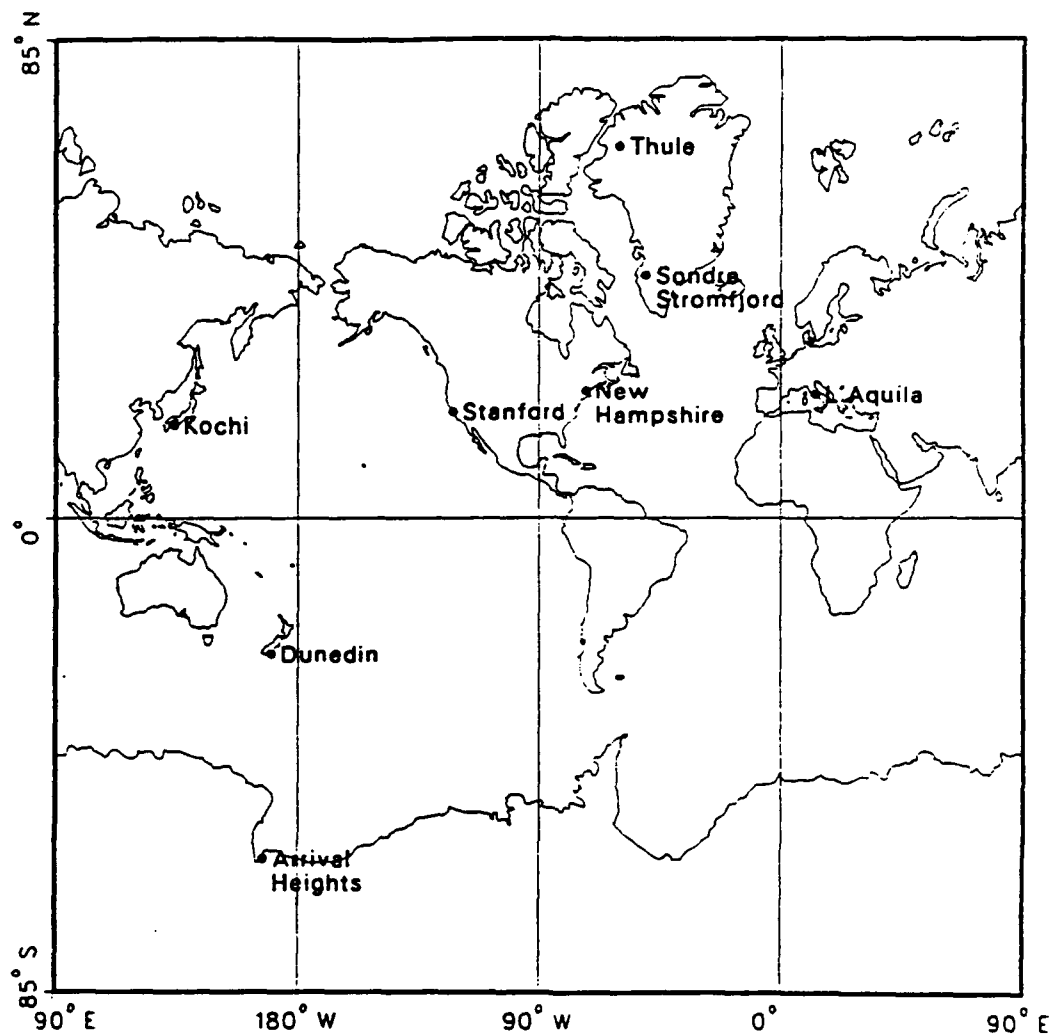 85° N
Thule
Sondre
Stromfjord
New
Hampshire
L'Aquila
Stanford
Kochi
0°
Dunedin
Arrival
Heights
85° S
90° E
180° W
90° W
0°
90° E